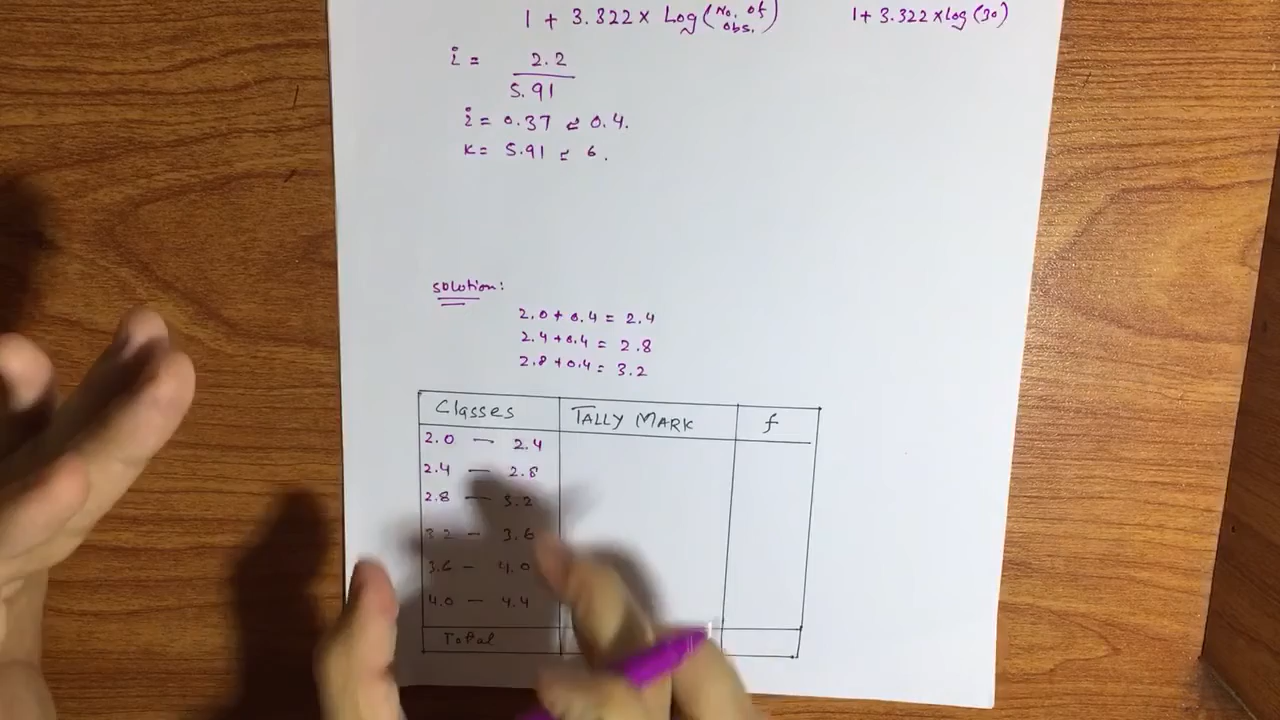 1 + 3.322 x Log (No. of obs.) 1 + 3.322 x log (30)
i = 2.2
5.91
i = 0.37 ≅ 0.4.
K = 5.91 ≅ 6.
solution:
2.0 + 0.4 = 2.4
2.4 + 0.4 = 2.8
2.8 + 0.4 = 3.2
Classes TALLY MARK f
2.0 — 2.4
2.4 — 2.8
2.8 — 3.2
3.2 — 3.6
3.6 — 4.0
4.0 — 4.4
Total